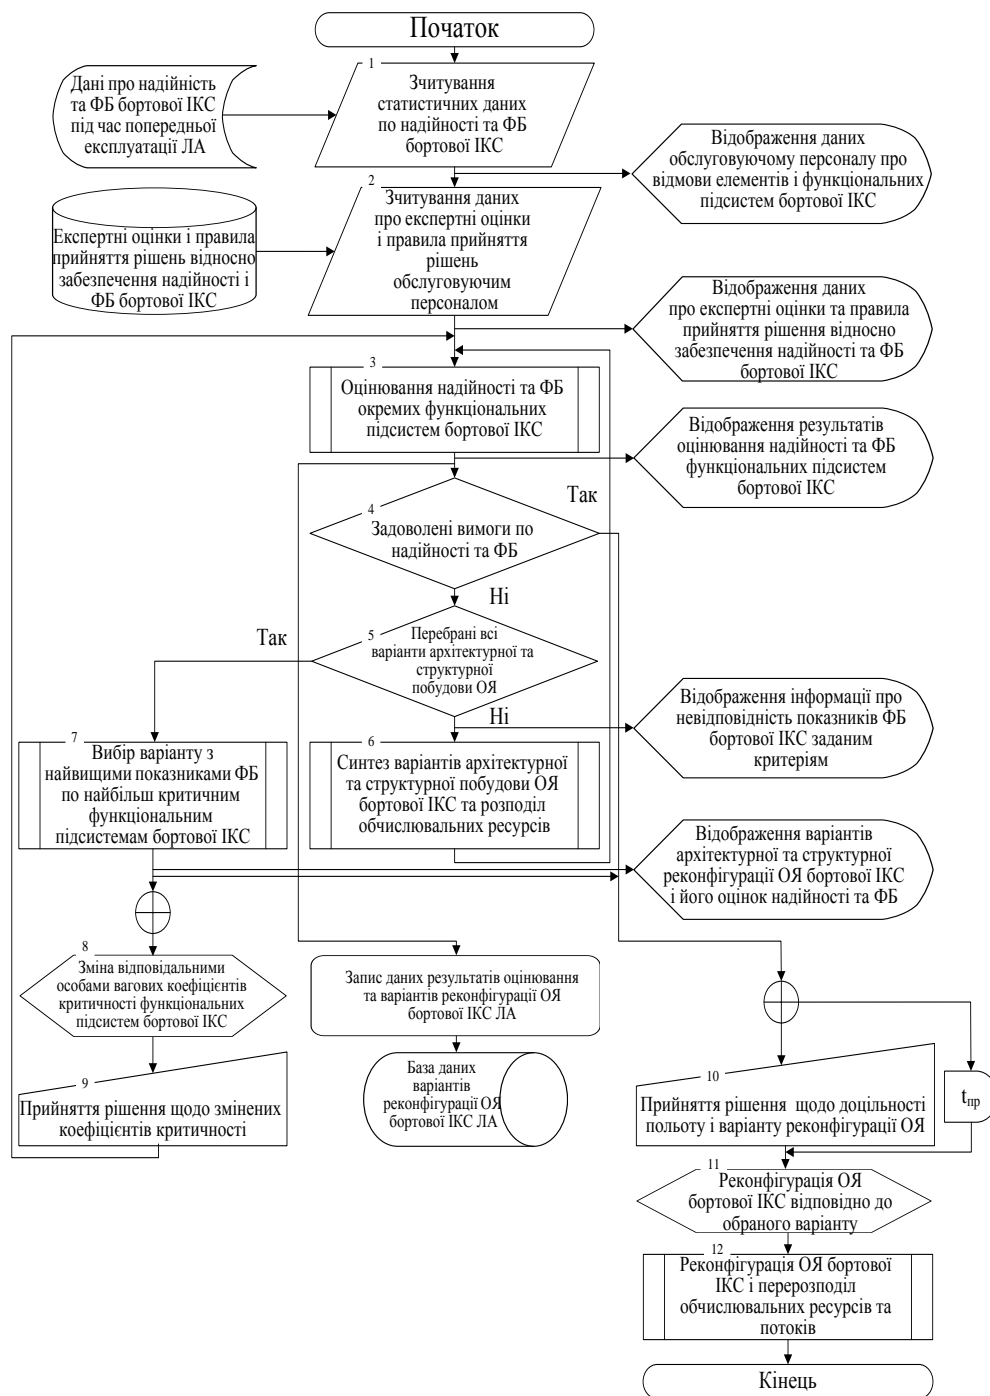 Початок
1
Зчитування
статистичних даних
по надійності та ФБ
бортової ІКС
Дані про надійність
та ФБ бортової ІКС
під час попередньої
експлуатації ЛА
Відображення даних
обслуговуючому персоналу про
відмови елементів і функціональних
підсистем бортової ІКС
2
Зчитування даних
про експертні оцінки
і правила прийняття
рішень
обслуговуючим
персоналом
Експертні оцінки і правила
прийняття рішень відносно
забезпечення надійності і
ФБ бортової ІКС
Відображення даних
про експертні оцінки та правила
прийняття рішення відносно
забезпечення надійності та ФБ
бортової ІКС
3
Оцінювання надійності та ФБ
окремих функціональних
підсистем бортової ІКС
Відображення результатів
оцінювання надійності та ФБ
функціональних підсистем
бортової ІКС
4
Задоволені вимоги по
надійності та ФБ
Так
Ні
5
Перебрані всі
варіанти архітектурної та
структурної
побудови ОЯ
Так
Ні
Відображення інформації про
невідповідність показників ФБ
бортової ІКС заданим
критеріям
7
Вибір варіанту з
найвищими показниками ФБ
по найбільш критичним
функціональним
підсистемам бортової ІКС
6
Синтез варіантів архітектурної
та структурної побудови ОЯ
бортової ІКС та розподіл
обчислювальних ресурсів
Відображення варіантів
архітектурної та структурної
реконфігурації ОЯ бортової ІКС
і його оцінок надійності та ФБ
8
Зміна відповідальними
особами вагових коефіцієнтів
критичності функціональних
підсистем бортової ІКС
Запис даних результатів оцінювання
та варіантів реконфігурації ОЯ
бортової ІКС ЛА
9
Прийняття рішення щодо змінених
коефіцієнтів критичності
База даних
варіантів
реконфігурації ОЯ
бортової ІКС ЛА
10
Прийняття рішення щодо доцільності
польоту і варіанту реконфігурації ОЯ
tпр
11
Реконфігурація ОЯ
бортової ІКС відповідно до
обраного варіанту
12
Реконфігурація ОЯ бортової
ІКС і перерозподіл
обчислювальних ресурсів та
потоків
Кінець